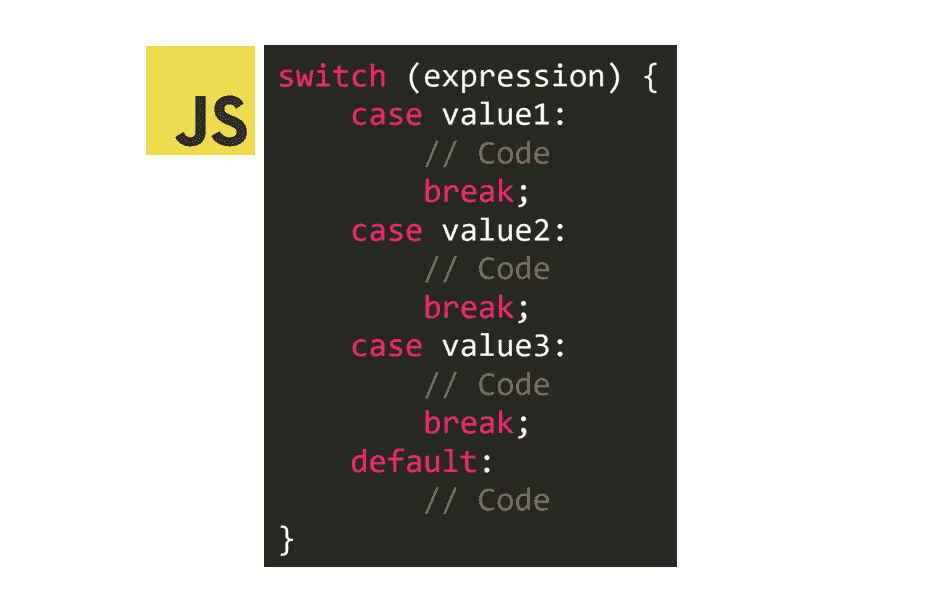 JS
switch (expression) {
    case value1:
        // Code
        break;
    case value2:
        // Code
        break;
    case value3:
        // Code
        break;
    default:
        // Code
}